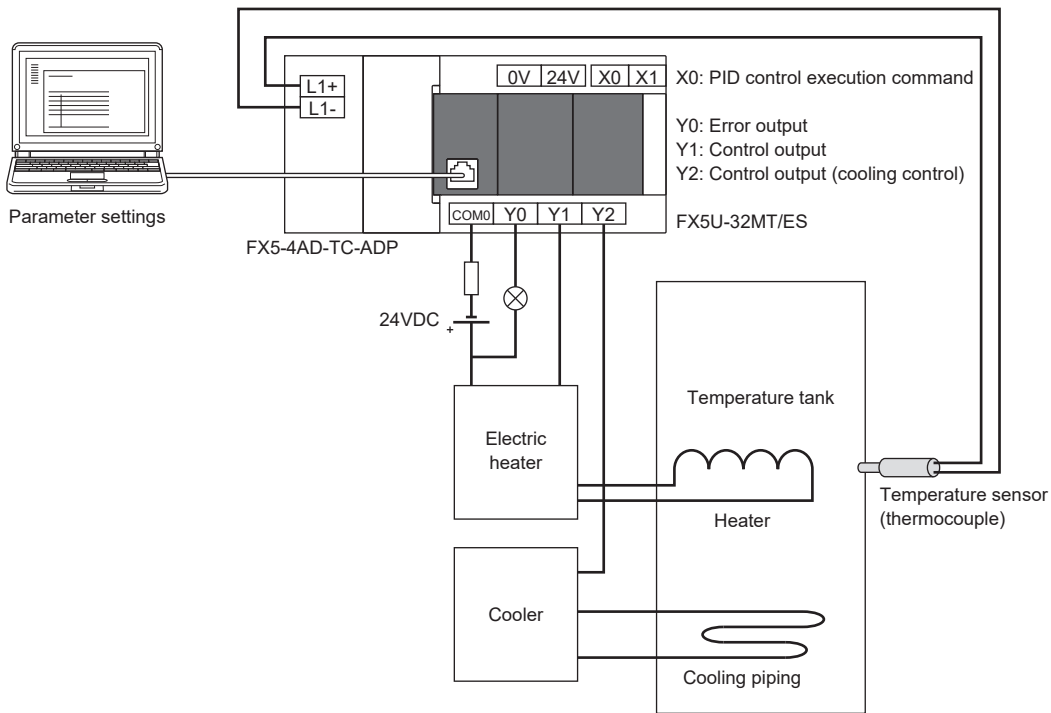 L1+
L1-
0V 24V X0 X1
X0: PID control execution command
Y0: Error output
Y1: Control output
Y2: Control output (cooling control)
Parameter settings
COM0 Y0 Y1 Y2
FX5U-32MT/ES
FX5-4AD-TC-ADP
24VDC
+
Temperature tank
Electric
heater
Heater
Temperature sensor
(thermocouple)
Cooler
Cooling piping